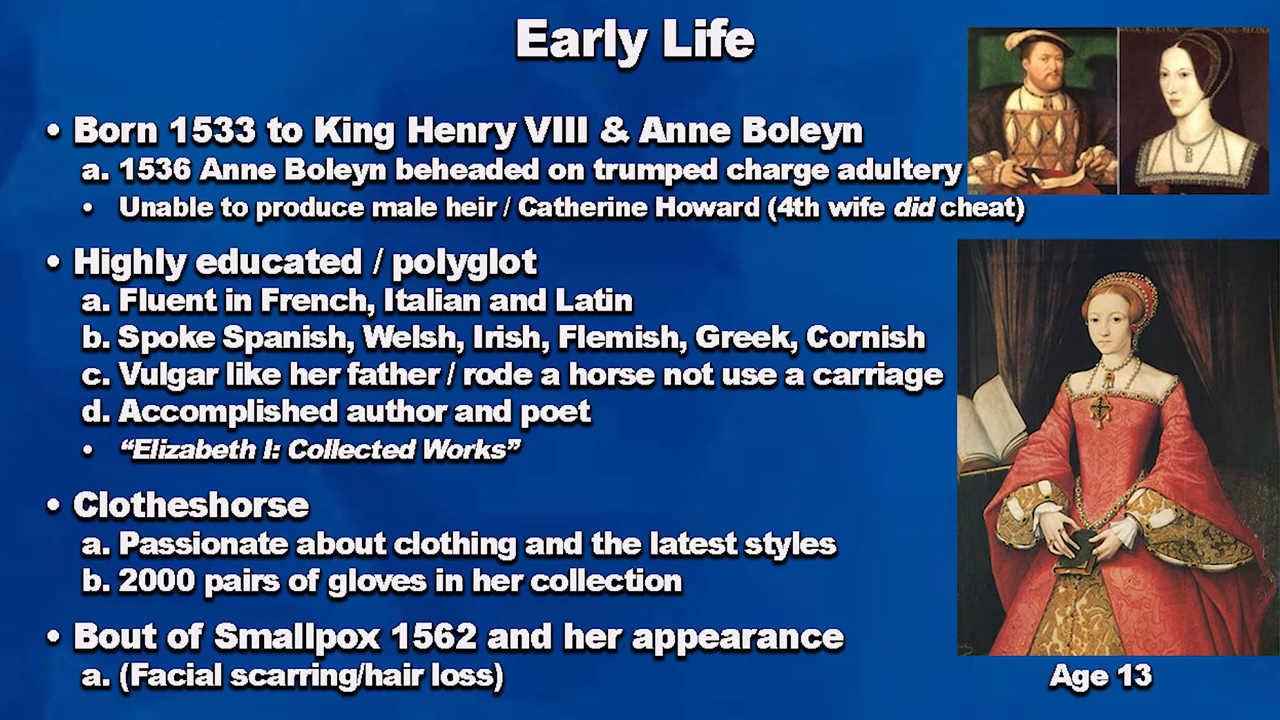 Early Life
• Born 1533 to King Henry VIII & Anne Boleyn
a. 1536 Anne Boleyn beheaded on trumped charge adultery
• Unable to produce male heir / Catherine Howard (4th wife did cheat)
• Highly educated / polyglot
a. Fluent in French, Italian and Latin
b. Spoke Spanish, Welsh, Irish, Flemish, Greek, Cornish
c. Vulgar like her father / rode a horse not use a carriage
d. Accomplished author and poet
• “Elizabeth I: Collected Works”
• Clotheshorse
a. Passionate about clothing and the latest styles
b. 2000 pairs of gloves in her collection
• Bout of Smallpox 1562 and her appearance
a. (Facial scarring/hair loss)
Age 13